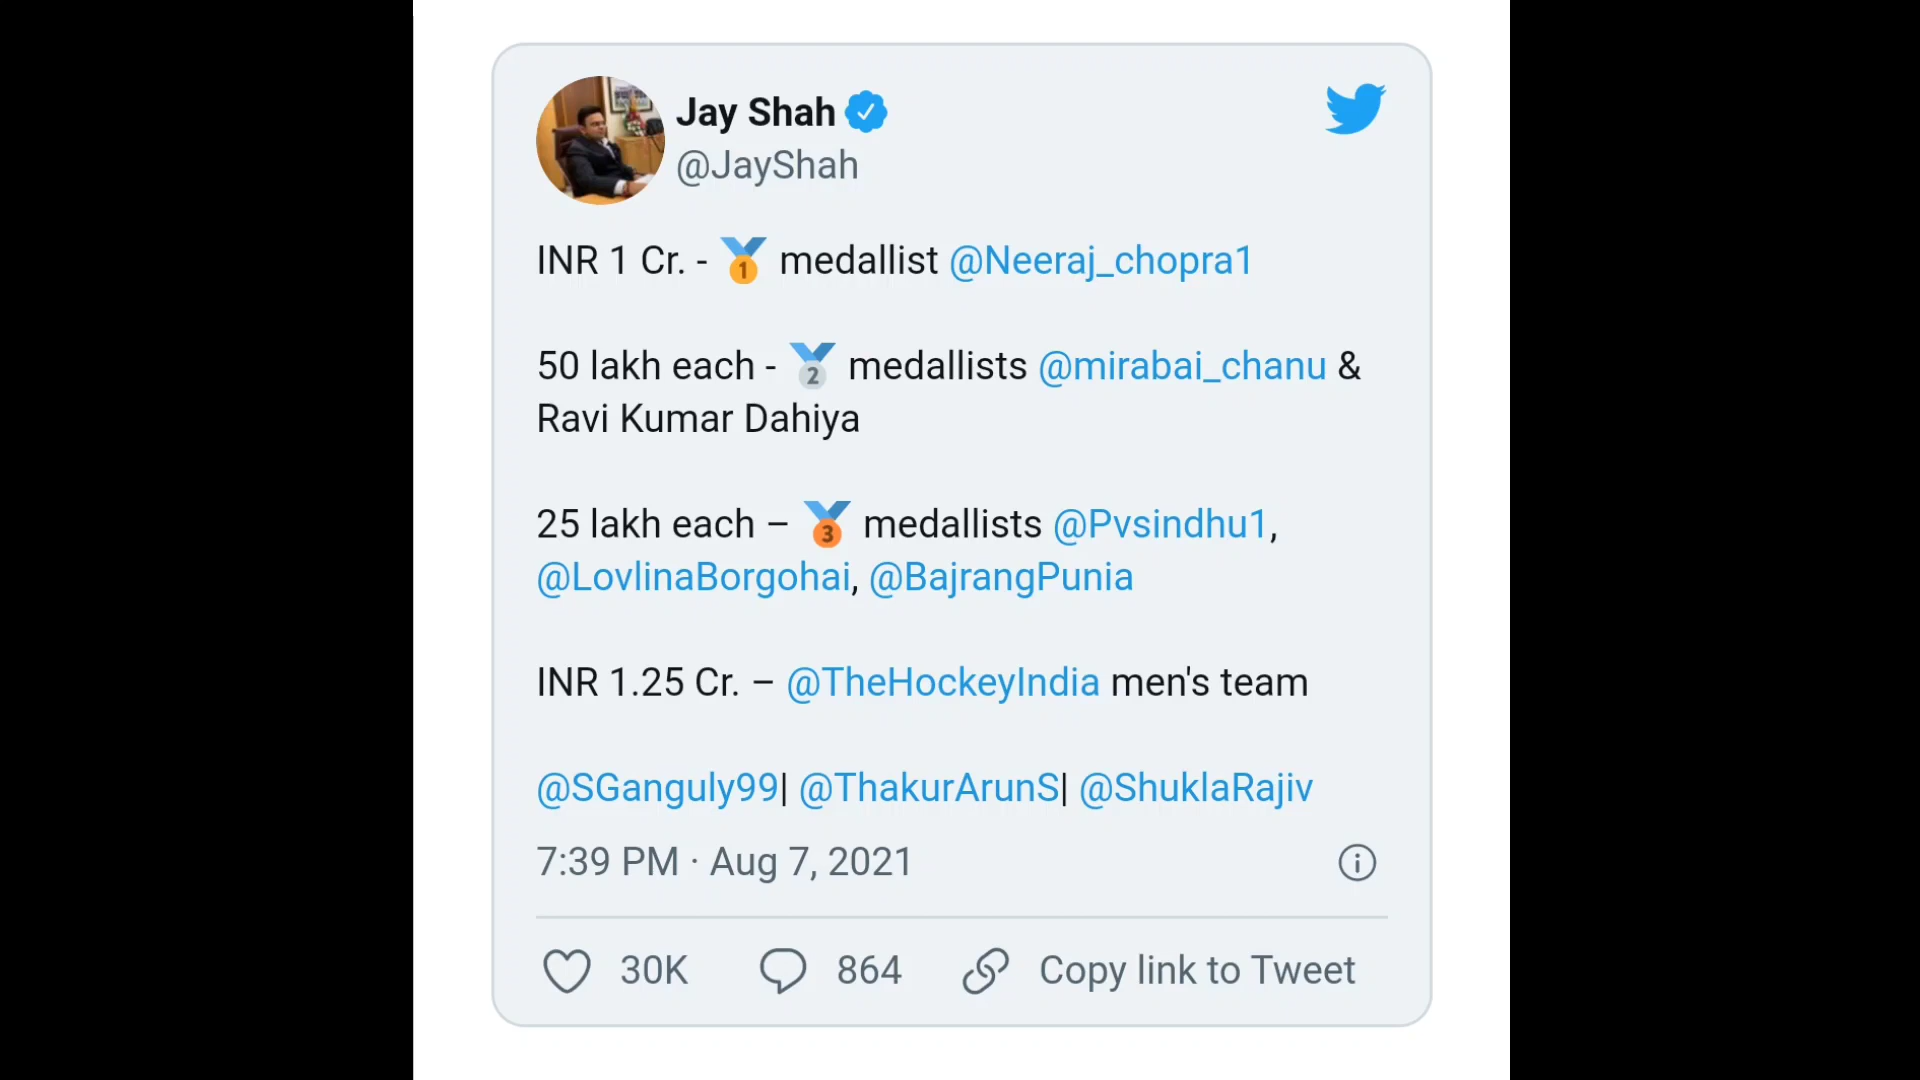 Jay Shah
@JayShah
INR 1 Cr. - 🥇 medallist @Neeraj_chopra1
50 lakh each - 🥈 medallists @mirabai_chanu &
Ravi Kumar Dahiya
25 lakh each – 🥉 medallists @Pvsindhu1,
@LovlinaBorgohai, @BajrangPunia
INR 1.25 Cr. – @TheHockeyIndia men's team
@SGanguly99| @ThakurArunS| @ShuklaRajiv
7:39 PM · Aug 7, 2021
30K 864 Copy link to Tweet